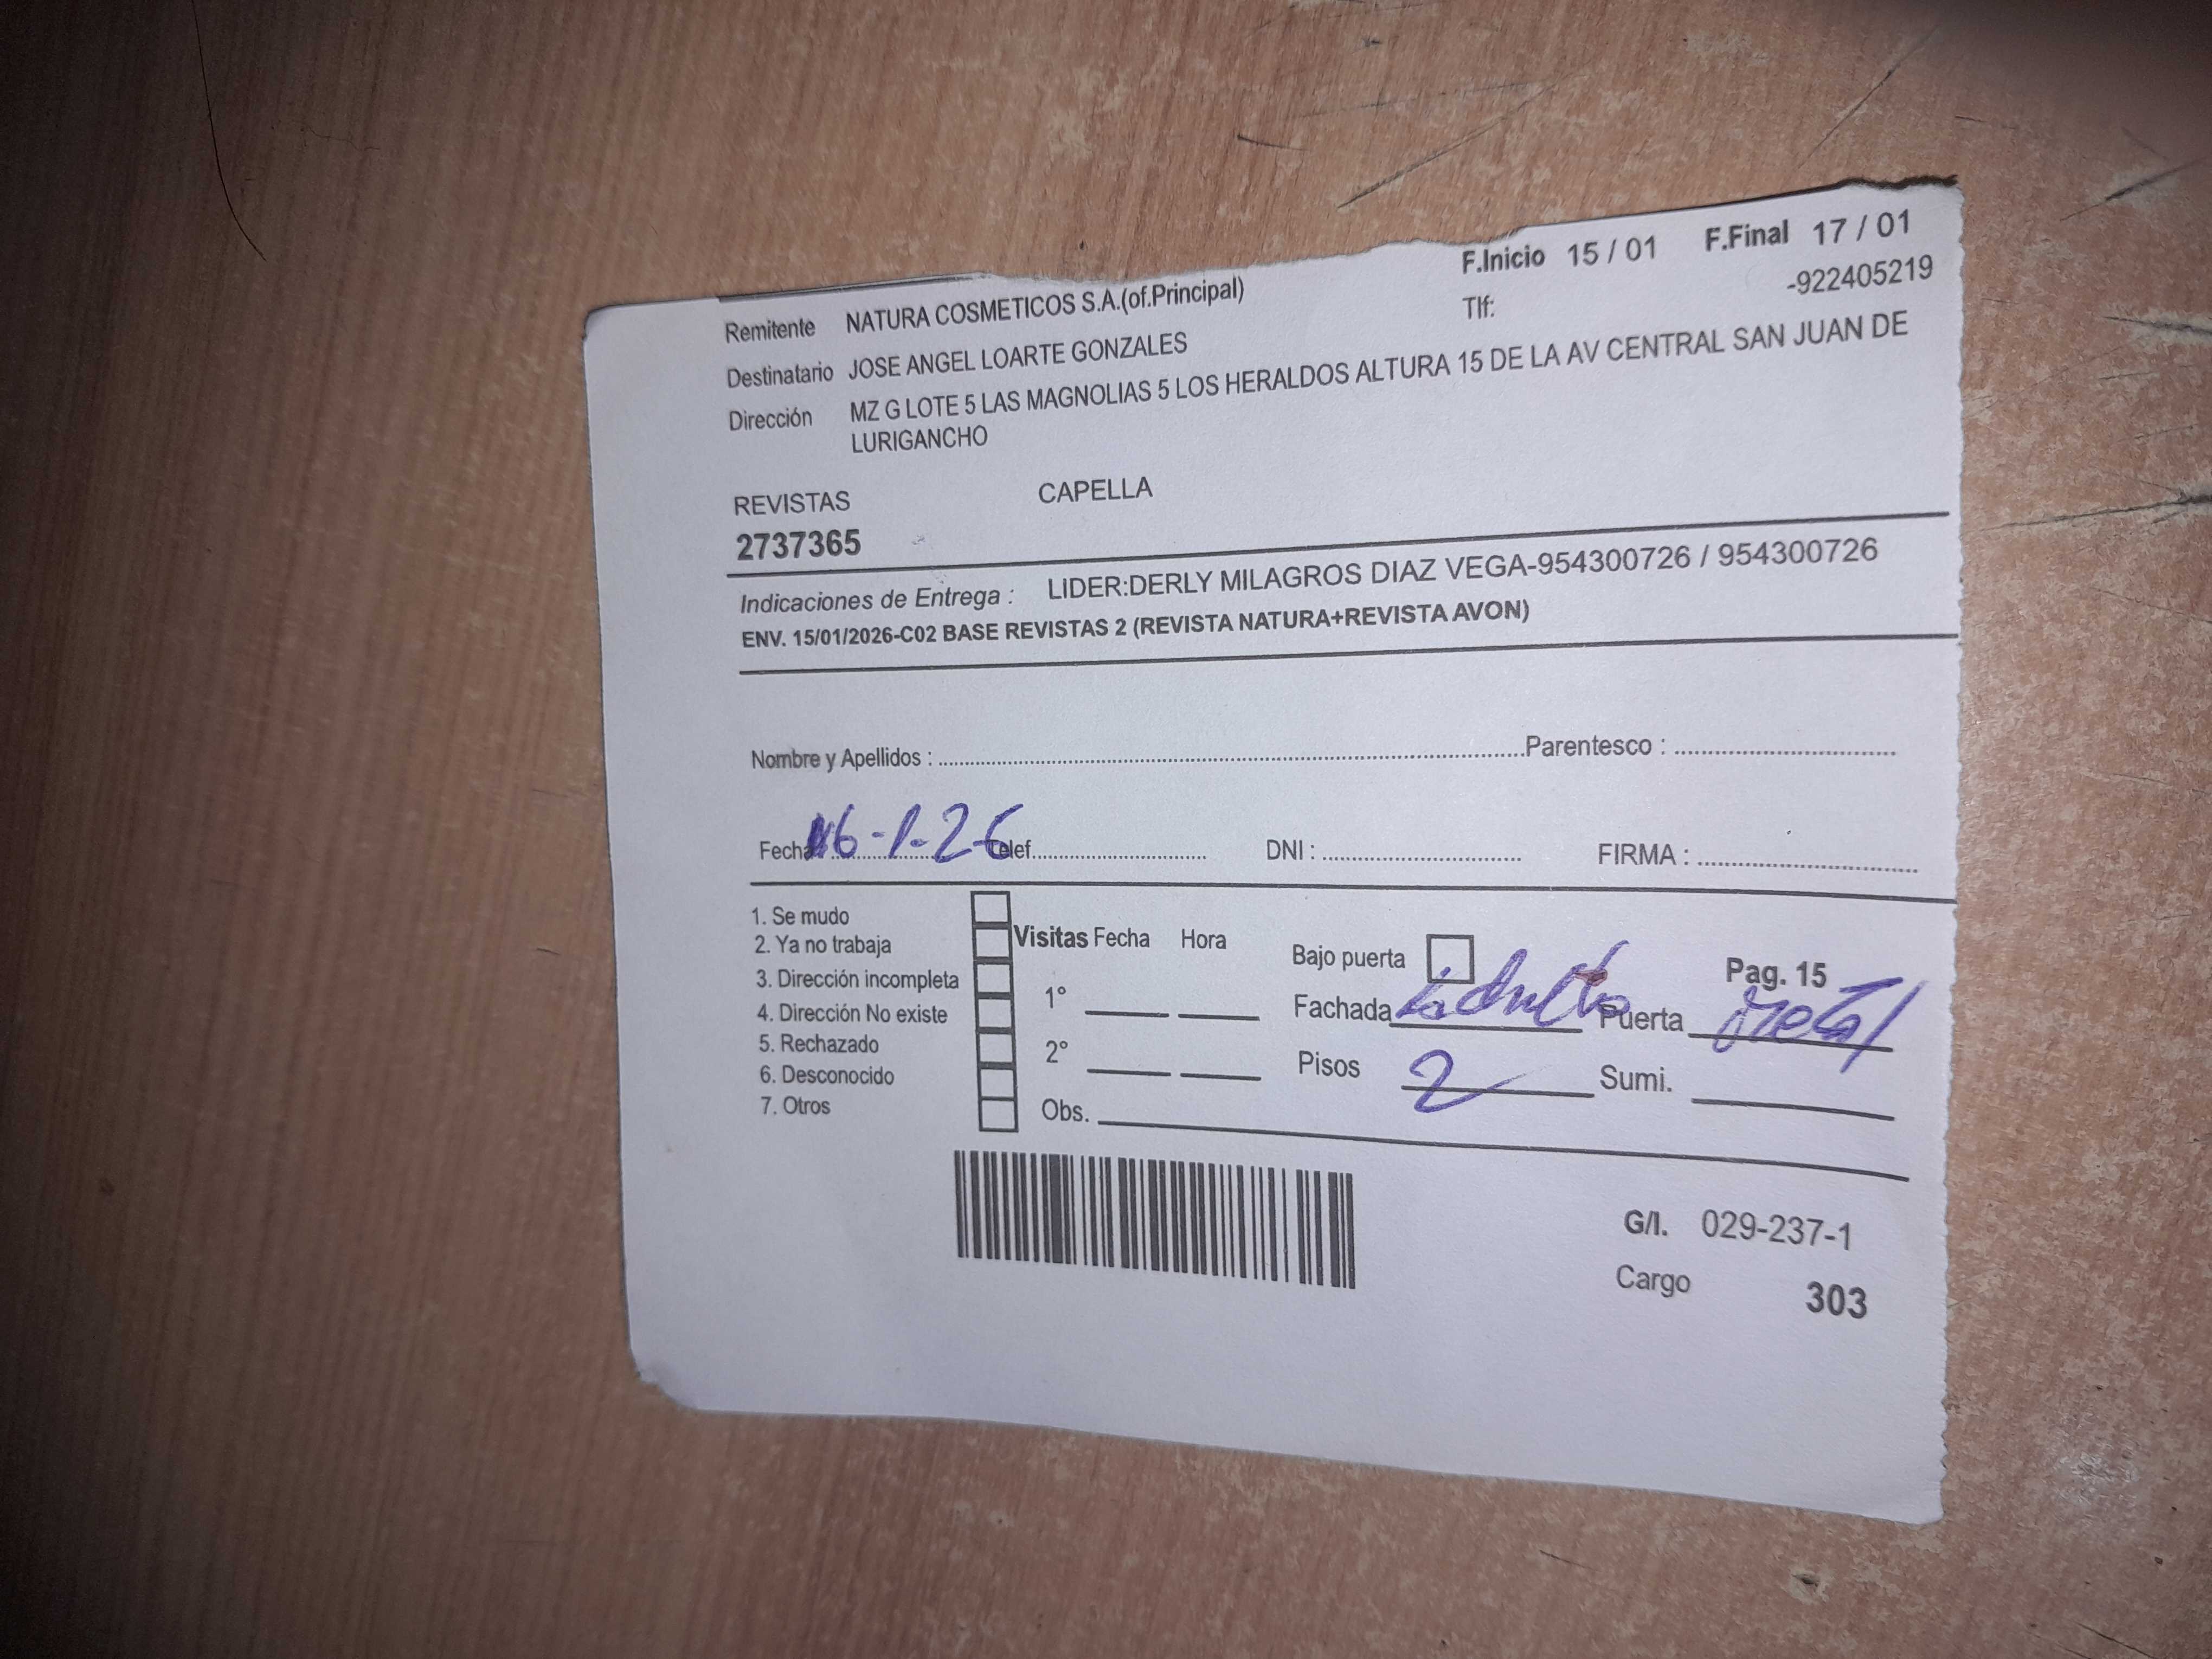 F.Inicio 15 / 01 F.Final 17 / 01
Remitente NATURA COSMETICOS S.A.(of.Principal) Tlf: -922405219
Destinatario JOSE ANGEL LOARTE GONZALES
Dirección MZ G LOTE 5 LAS MAGNOLIAS 5 LOS HERALDOS ALTURA 15 DE LA AV CENTRAL SAN JUAN DE
LURIGANCHO
REVISTAS CAPELLA
2737365
Indicaciones de Entrega : LIDER:DERLY MILAGROS DIAZ VEGA-954300726 / 954300726
ENV. 15/01/2026-C02 BASE REVISTAS 2 (REVISTA NATURA+REVISTA AVON)
Nombre y Apellidos : Parentesco :
Fecha 16-1-26 Telef. DNI : FIRMA :
1. Se mudo
2. Ya no trabaja
3. Dirección incompleta
4. Dirección No existe
5. Rechazado
6. Desconocido
7. Otros
Visitas Fecha Hora
1°
2°
Obs.
Bajo puerta Pag. 15
Fachada Ladrillo Puerta metal
Pisos 2 Sumi.
G/I. 029-237-1
Cargo 303